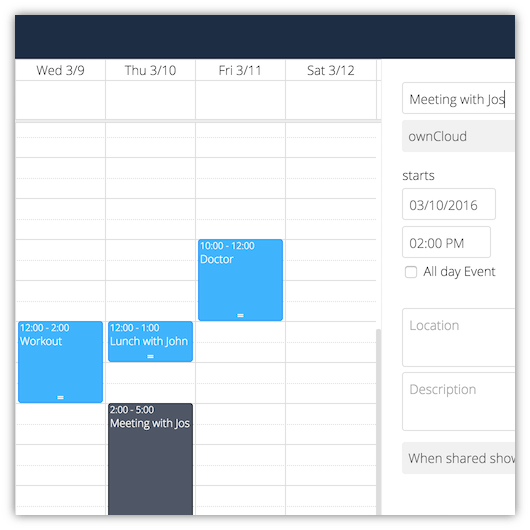 Wed 3/9
Thu 3/10
Fri 3/11
Sat 3/12
10:00 - 12:00
Doctor
12:00 - 2:00
Workout
12:00 - 1:00
Lunch with John
2:00 - 5:00
Meeting with Jos
Meeting with Jos
ownCloud
starts
03/10/2016
02:00 PM
All day Event
Location
Description
When shared show